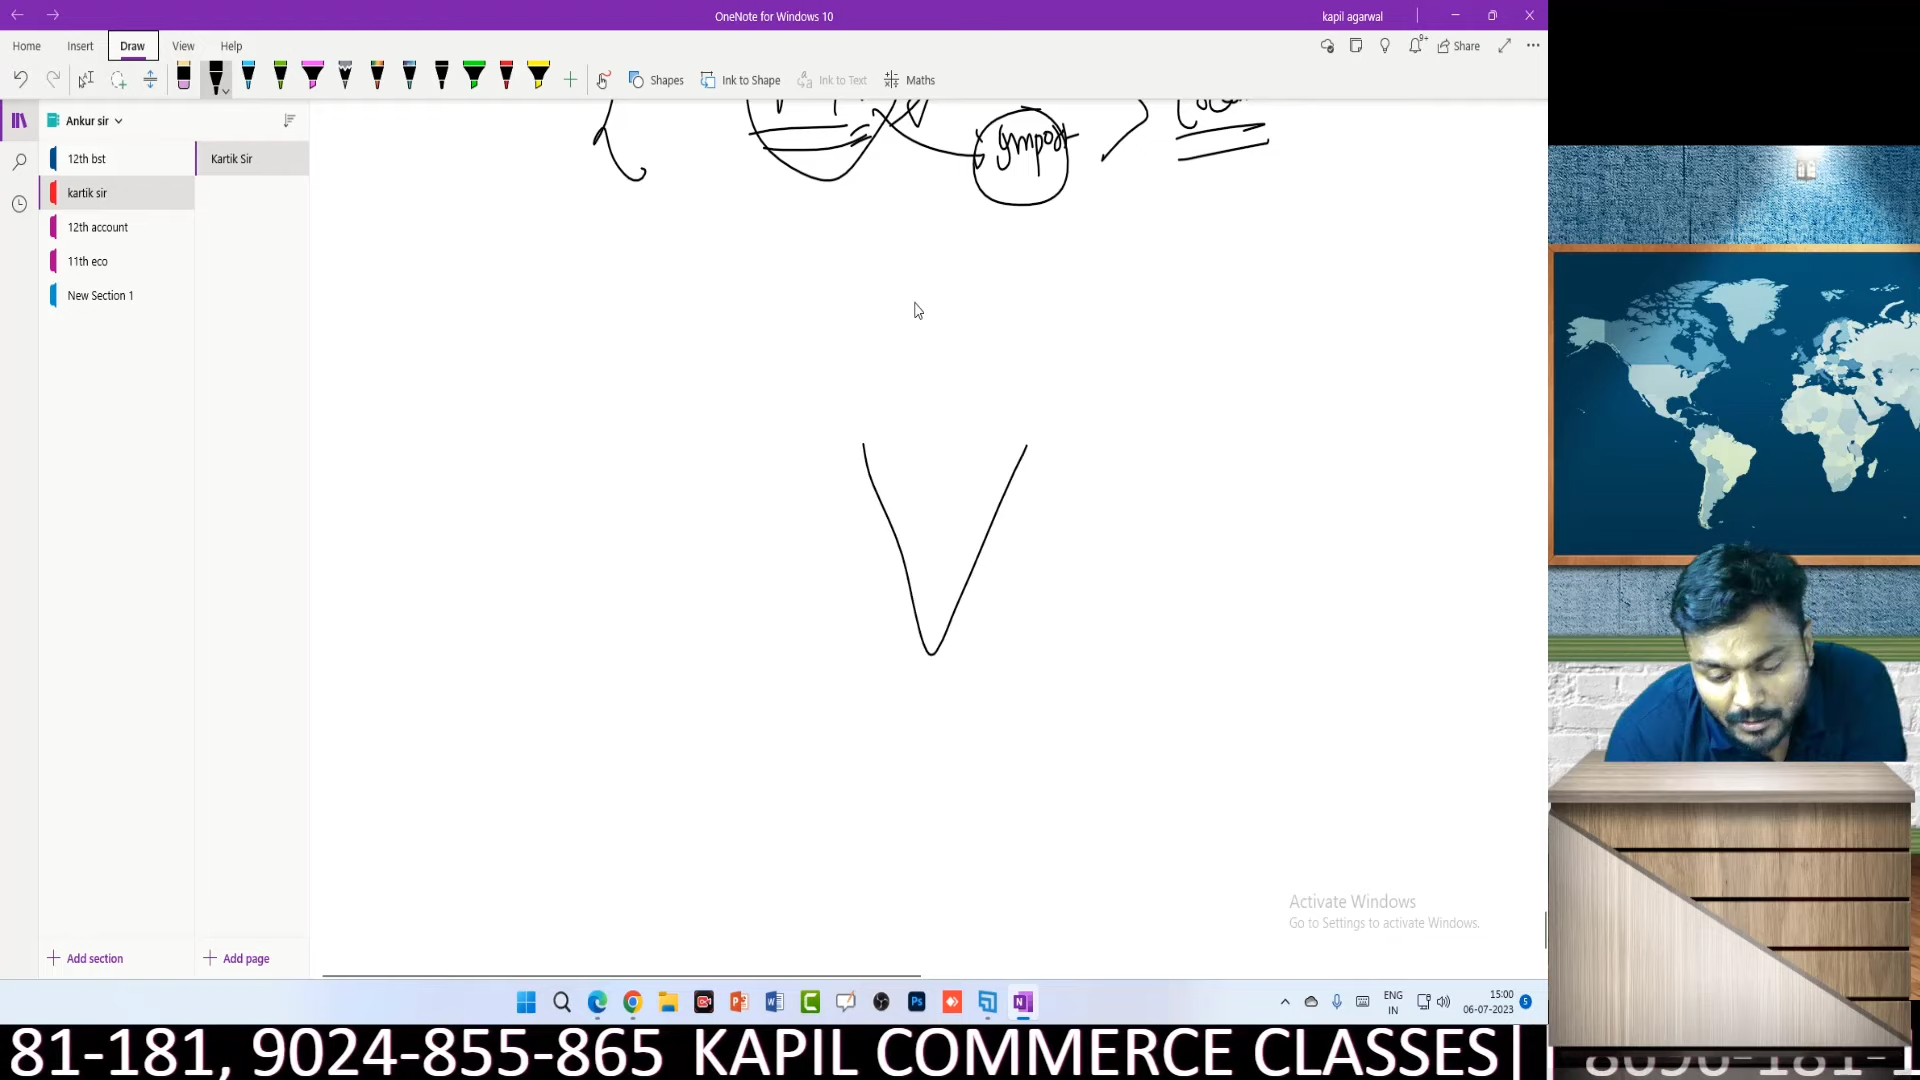 OneNote for Windows 10
kapil agarwal
Home Insert Draw View Help
9+ Share
Shapes Ink to Shape Ink to Text Maths
Ankur sir
12th bst
kartik sir
12th account
11th eco
New Section 1
Kartik Sir
Import
Activate Windows
Go to Settings to activate Windows.
Add section
Add page
ENG
IN
15:00
06-07-2023
5
81-181, 9024-855-865 KAPIL COMMERCE CLASSES|